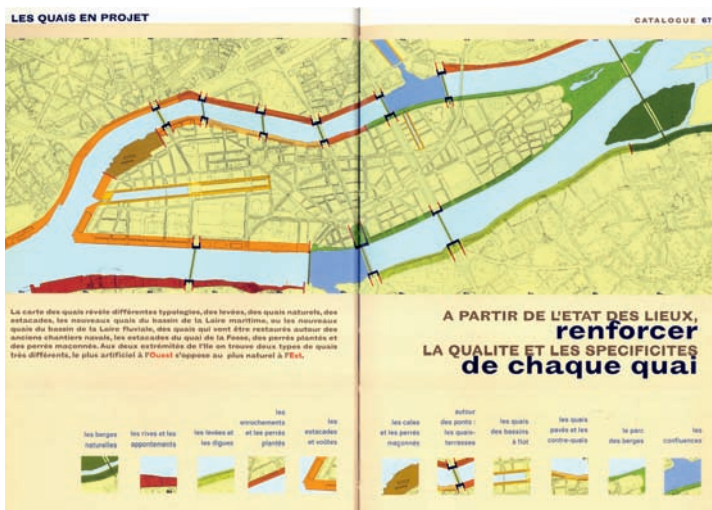 LES QUAIS EN PROJET
CATALOGUE 67
La carte des quais révèle différentes typologies, des levées, des quais naturels, des
estacades, les nouveaux quais du bassin de la Loire maritime, ou les nouveaux
quais du bassin de la Loire fluviale, des quais qui vont être restaurés autour des
anciens chantiers navals, les estacades du quai de la Fosse, des perrés plantés et
des perrés maçonnés. Aux deux extrémités de l'île on trouve deux types de quais
très différents, le plus artificiel à l'Ouest s'oppose au plus naturel à l'Est.
A PARTIR DE L'ETAT DES LIEUX,
renforcer
LA QUALITE ET LES SPECIFICITES
de chaque quai
les berges
naturelles
les rives et les
appontements
les levées et
les digues
les
enrochements
et les perrés
plantés
les
estacades
et voûtes
les cales
et les perrés
maçonnés
autour
des ponts :
les quais-
terrasses
les quais
des bassins
à flot
les quais
pavés et les
contre-quais
le parc
des berges
les
confluences